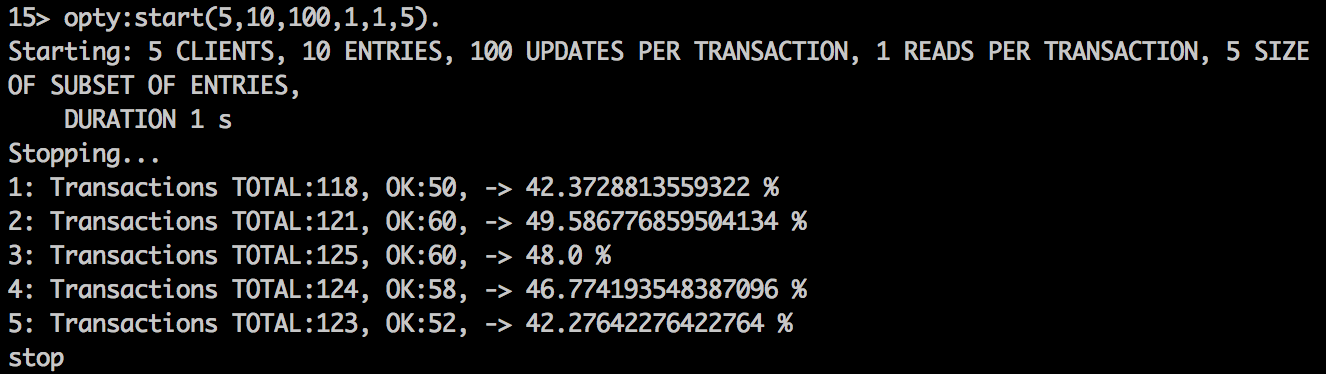 15> opty:start(5,10,100,1,1,5).
Starting: 5 CLIENTS, 10 ENTRIES, 100 UPDATES PER TRANSACTION, 1 READS PER TRANSACTION, 5 SIZE
OF SUBSET OF ENTRIES,
    DURATION 1 s
Stopping...
1: Transactions TOTAL:118, OK:50, -> 42.3728813559322 %
2: Transactions TOTAL:121, OK:60, -> 49.586776859504134 %
3: Transactions TOTAL:125, OK:60, -> 48.0 %
4: Transactions TOTAL:124, OK:58, -> 46.774193548387096 %
5: Transactions TOTAL:123, OK:52, -> 42.27642276422764 %
stop